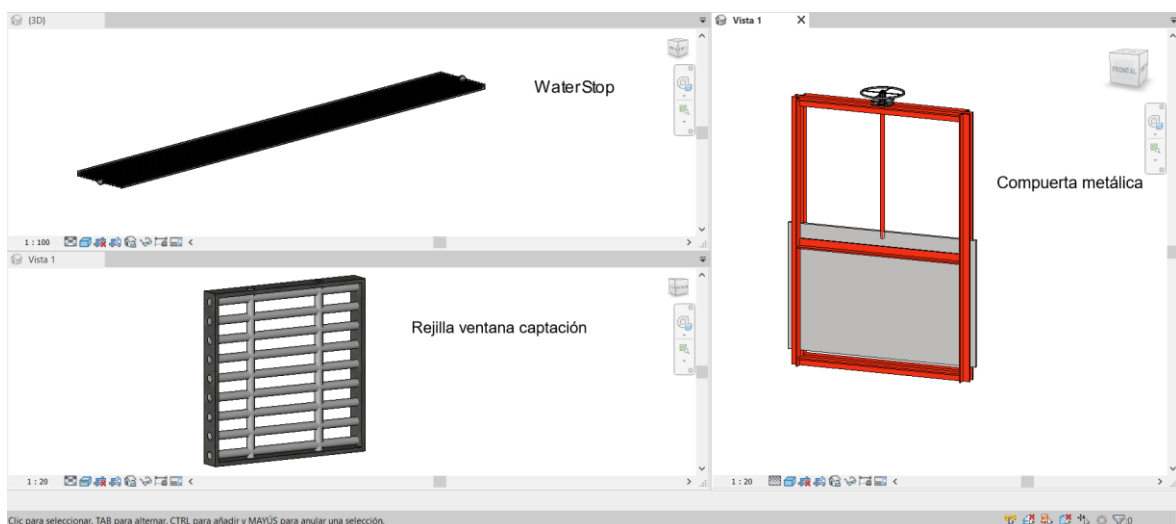 {3D}
WaterStop
1 : 100
Vista 1
Rejilla ventana captación
1 : 20
Vista 1
FRONTAL
Compuerta metálica
1 : 20
Clic para seleccionar, TAB para alternar, CTRL para añadir y MAYÚS para anular una selección.
:0